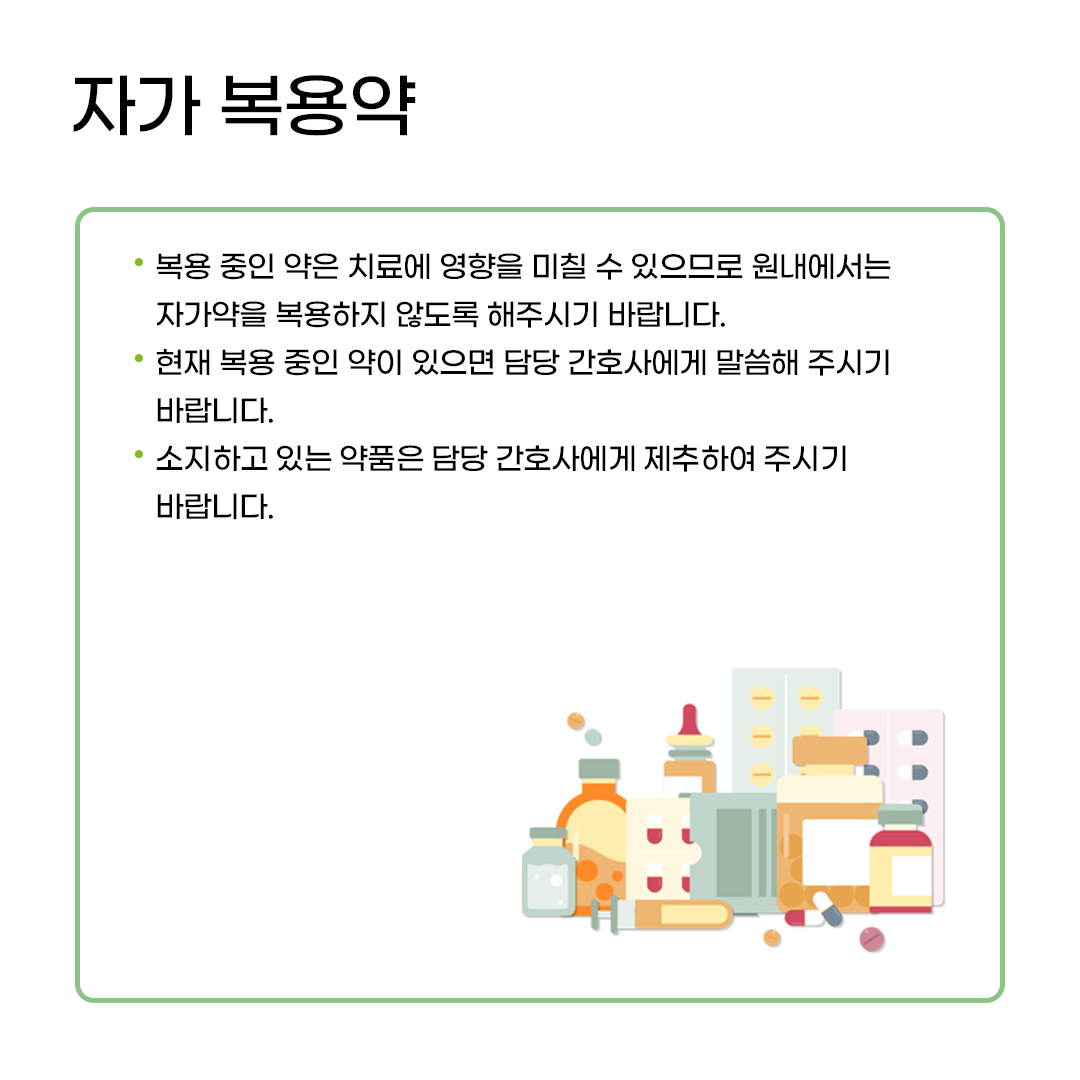 자가 복용약
• 복용 중인 약은 치료에 영향을 미칠 수 있으므로 원내에서는
자가약을 복용하지 않도록 해주시기 바랍니다.
• 현재 복용 중인 약이 있으면 담당 간호사에게 말씀해 주시기
바랍니다.
• 소지하고 있는 약품은 담당 간호사에게 제추하여 주시기
바랍니다.